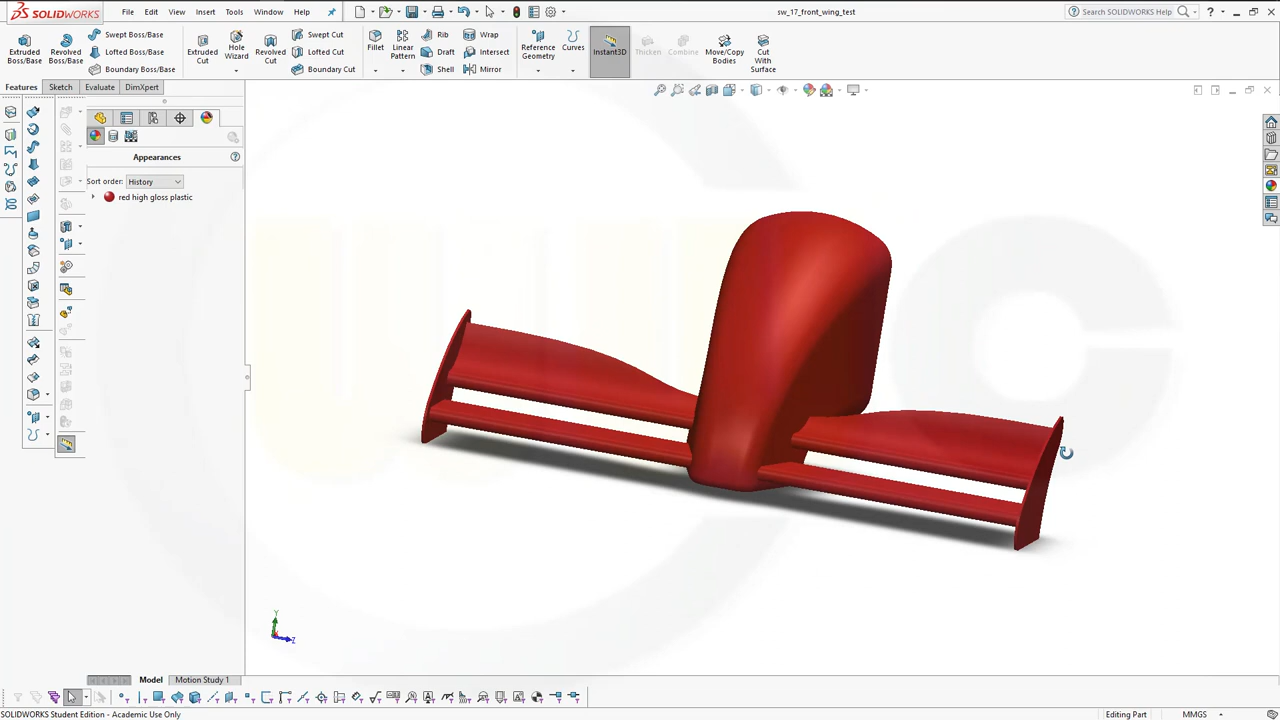 SOLIDWORKS File Edit View Insert Tools Window Help sw_17_front_wing_test Search SOLIDWORKS Help
Extruded Boss/Base Revolved Boss/Base Swept Boss/Base Lofted Boss/Base Boundary Boss/Base Extruded Cut Hole Wizard Revolved Cut Swept Cut Lofted Cut Boundary Cut Fillet Linear Pattern Rib Draft Shell Wrap Intersect Mirror Reference Geometry Curves Instant3D Thicken Combine Move/Copy Bodies Cut With Surface
Features Sketch Evaluate DimXpert
Appearances
Sort order: History
red high gloss plastic
Y
Z
Model Motion Study 1
SOLIDWORKS Student Edition - Academic Use Only Editing Part MMGS